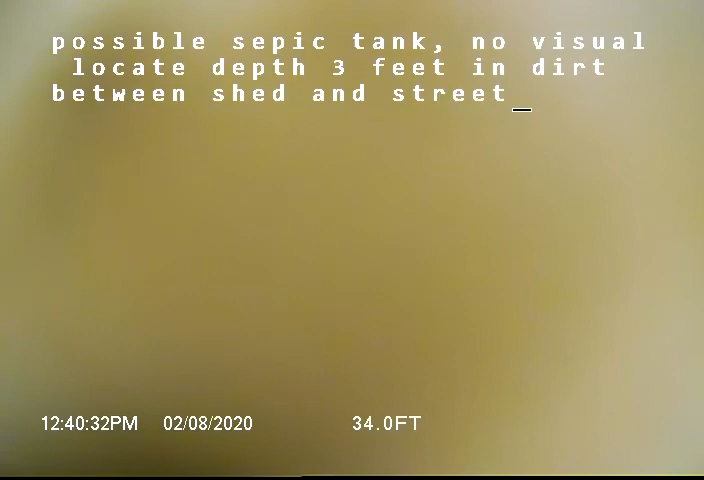 possible sepic tank, no visual
locate depth 3 feet in dirt
between shed and street_
12:40:32PM 02/08/2020 34.0FT